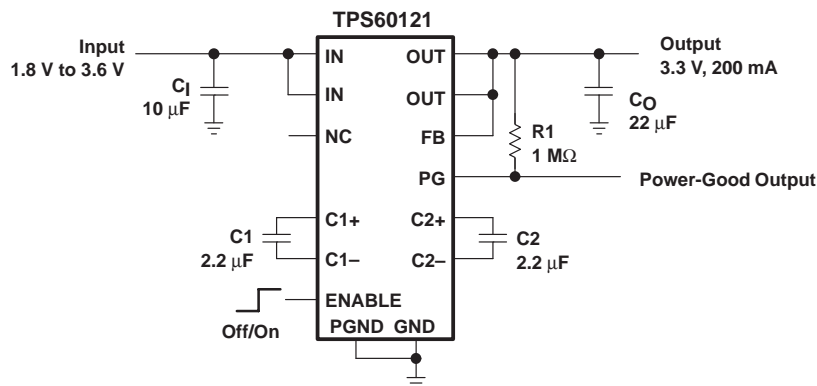 TPS60121
Input
1.8 V to 3.6 V
CI
10 μF
IN
IN
NC
C1
2.2 μF
C1+
C1–
ENABLE
Off/On
PGND GND
OUT
OUT
FB
PG
C2+
C2–
C2
2.2 μF
R1
1 MΩ
CO
22 μF
Output
3.3 V, 200 mA
Power-Good Output